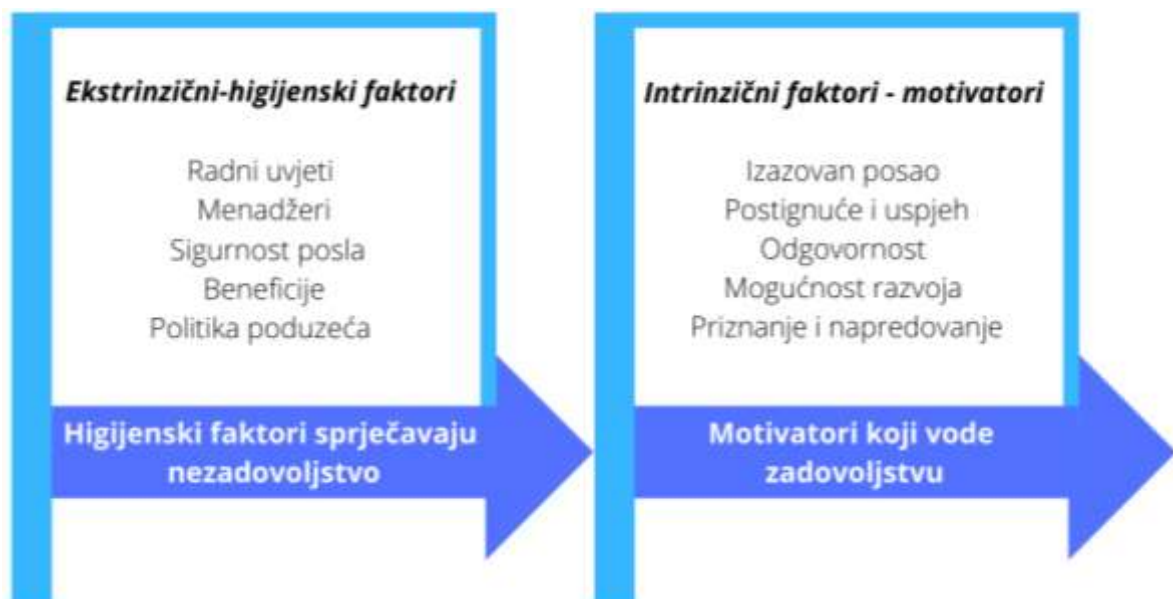 Ekstrinzični-higijenski faktori
Radni uvjeti
Menadžeri
Sigurnost posla
Beneficije
Politika poduzeća
Higijenski faktori sprječavaju
nezadovoljstvo
Intrinzični faktori - motivatori
Izazovan posao
Postignuće i uspjeh
Odgovornost
Mogućnost razvoja
Priznanje i napredovanje
Motivatori koji vode
zadovoljstvu